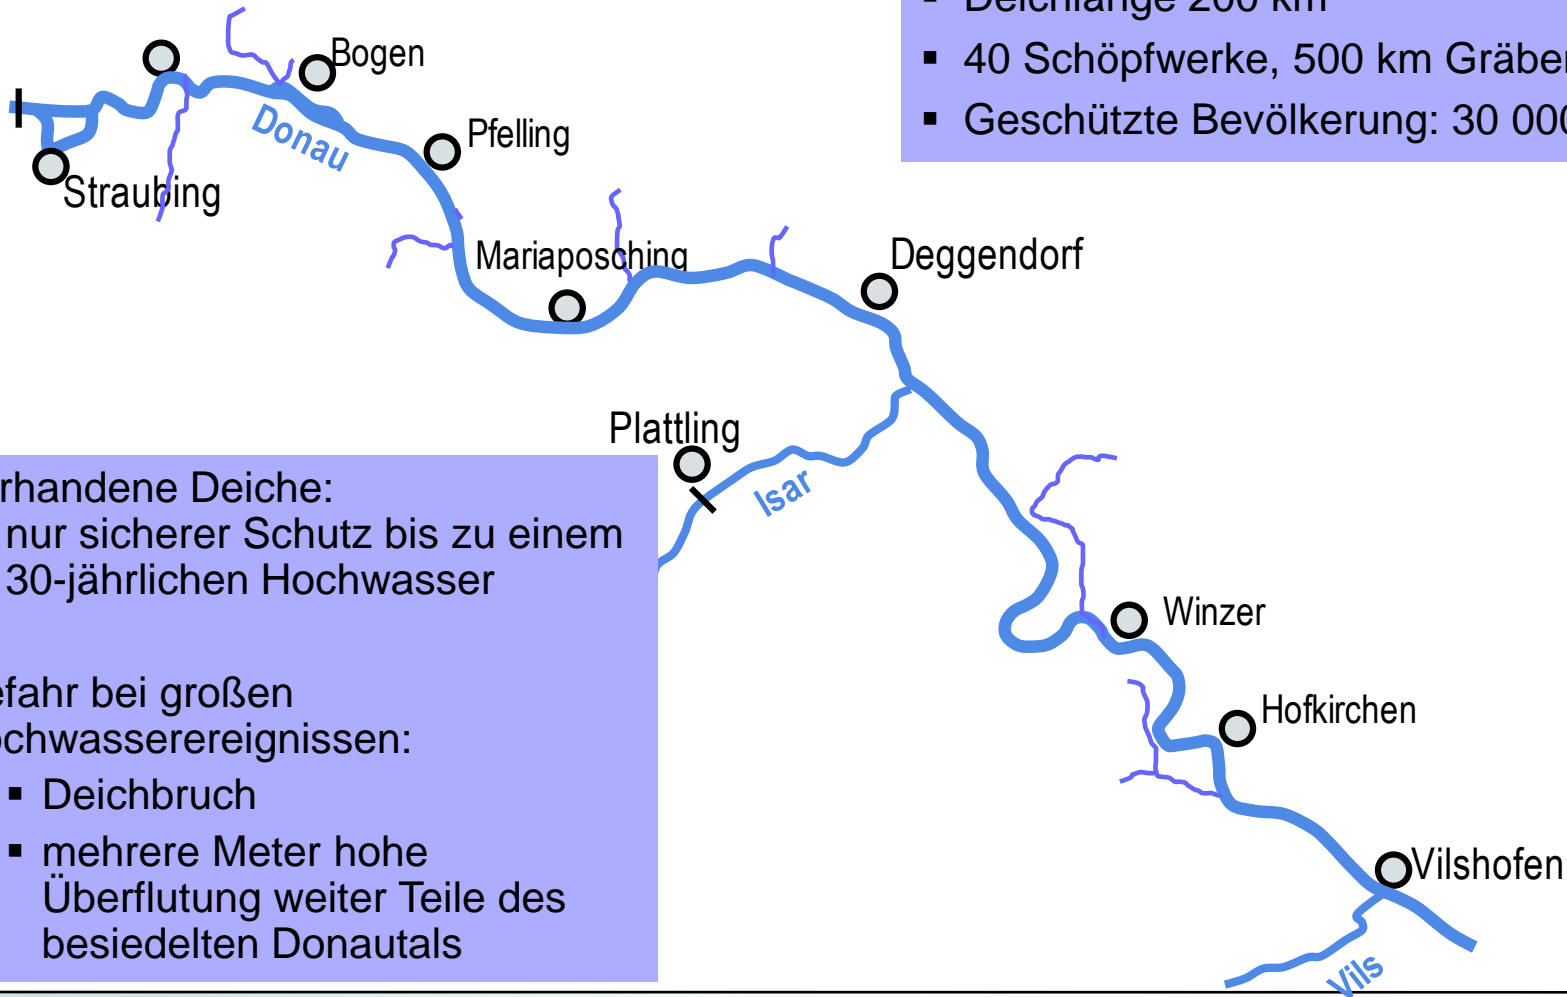 Deichlänge 200 km
40 Schöpfwerke, 500 km Gräben
Geschützte Bevölkerung: 30 000
Bogen
Donau
Pfelling
Straubing
Mariaposching
Deggendorf
Plattling
Isar
rhandene Deiche:
nur sicherer Schutz bis zu einem
30-jährlichen Hochwasser
Winzer
efahr bei großen
ochwasserereignissen:
Hofkirchen
Deichbruch
mehrere Meter hohe
Überflutung weiter Teile des
besiedelten Donautals
Vilshofen
Vils